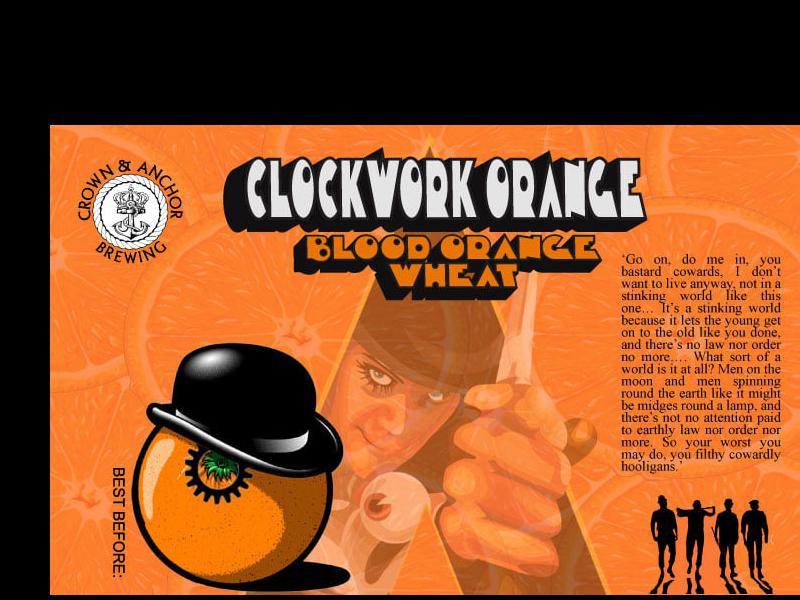 CROWN & ANCHOR
BREWING
CLOCKWORK ORANGE
BLOOD ORANGE
WHEAT
'Go on, do me in, you
bastard cowards, I don't
want to live anyway, not in a
stinking world like this
one... It's a stinking world
because it lets the young get
on to the old like you done,
and there's no law nor order
no more.... What sort of a
world is it at all? Men on the
moon and men spinning
round the earth like it might
be midges round a lamp, and
there's not no attention paid
to earthly law nor order nor
more. So your worst you
may do, you filthy cowardly
hooligans.'
BEST BEFORE: